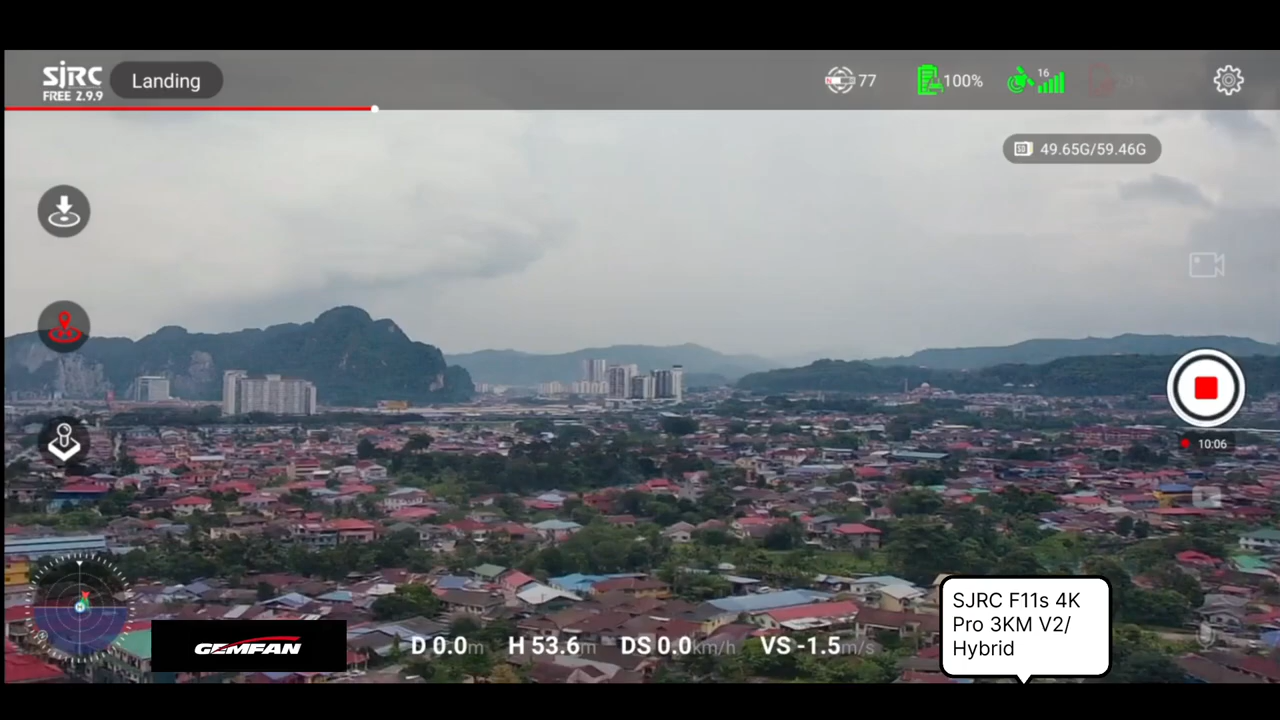 SJRC
FREE 2.9.9
Landing
77
100%
16
SD
49.65G/59.46G
10:06
H
GEMFAN
D 0.0m
H 53.6m
DS 0.0km/h
VS -1.5m/s
SJRC F11s 4K
Pro 3KM V2/
Hybrid